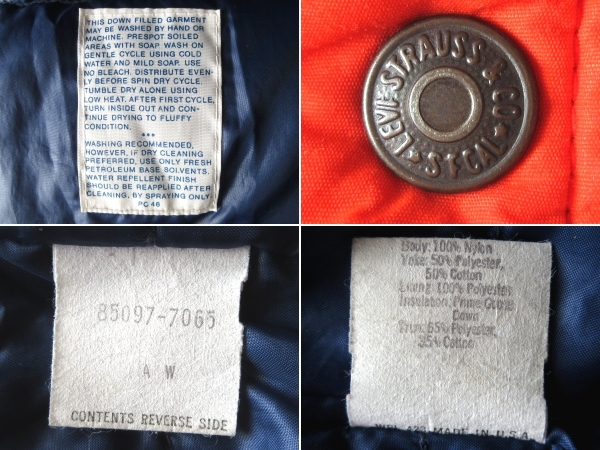 THIS DOWN FILLED GARMENT
MAY BE WASHED BY HAND OR
MACHINE. PRESPOT SOILED
AREAS WITH SOAP. WASH ON
GENTLE CYCLE USING COLD
WATER AND MILD SOAP. USE
NO BLEACH. DISTRIBUTE EVEN-
LY BEFORE SPIN DRY CYCLE.
TUMBLE DRY ALONE USING
LOW HEAT. AFTER FIRST CYCLE,
TURN INSIDE OUT AND CON-
TINUE DRYING TO FLUFFY
CONDITION.
***
WASHING RECOMMENDED,
HOWEVER, IF DRY CLEANING
PREFERRED, USE ONLY FRESH
PETROLEUM BASE SOLVENTS.
WATER REPELLENT FINISH
SHOULD BE REAPPLIED AFTER
CLEANING, BY SPRAYING ONLY
PC 46
LEVI STRAUSS & CO
S.F.CAL
85097-7065
A W
CONTENTS REVERSE SIDE
Body: 100% Nylon
Yoke: 50% Polyester,
50% Cotton
Lining: 100% Polyester
Insulation: Prime Goose
Down
Trim: 65% Polyester,
35% Cotton
WPL 423 MADE IN U.S.A.